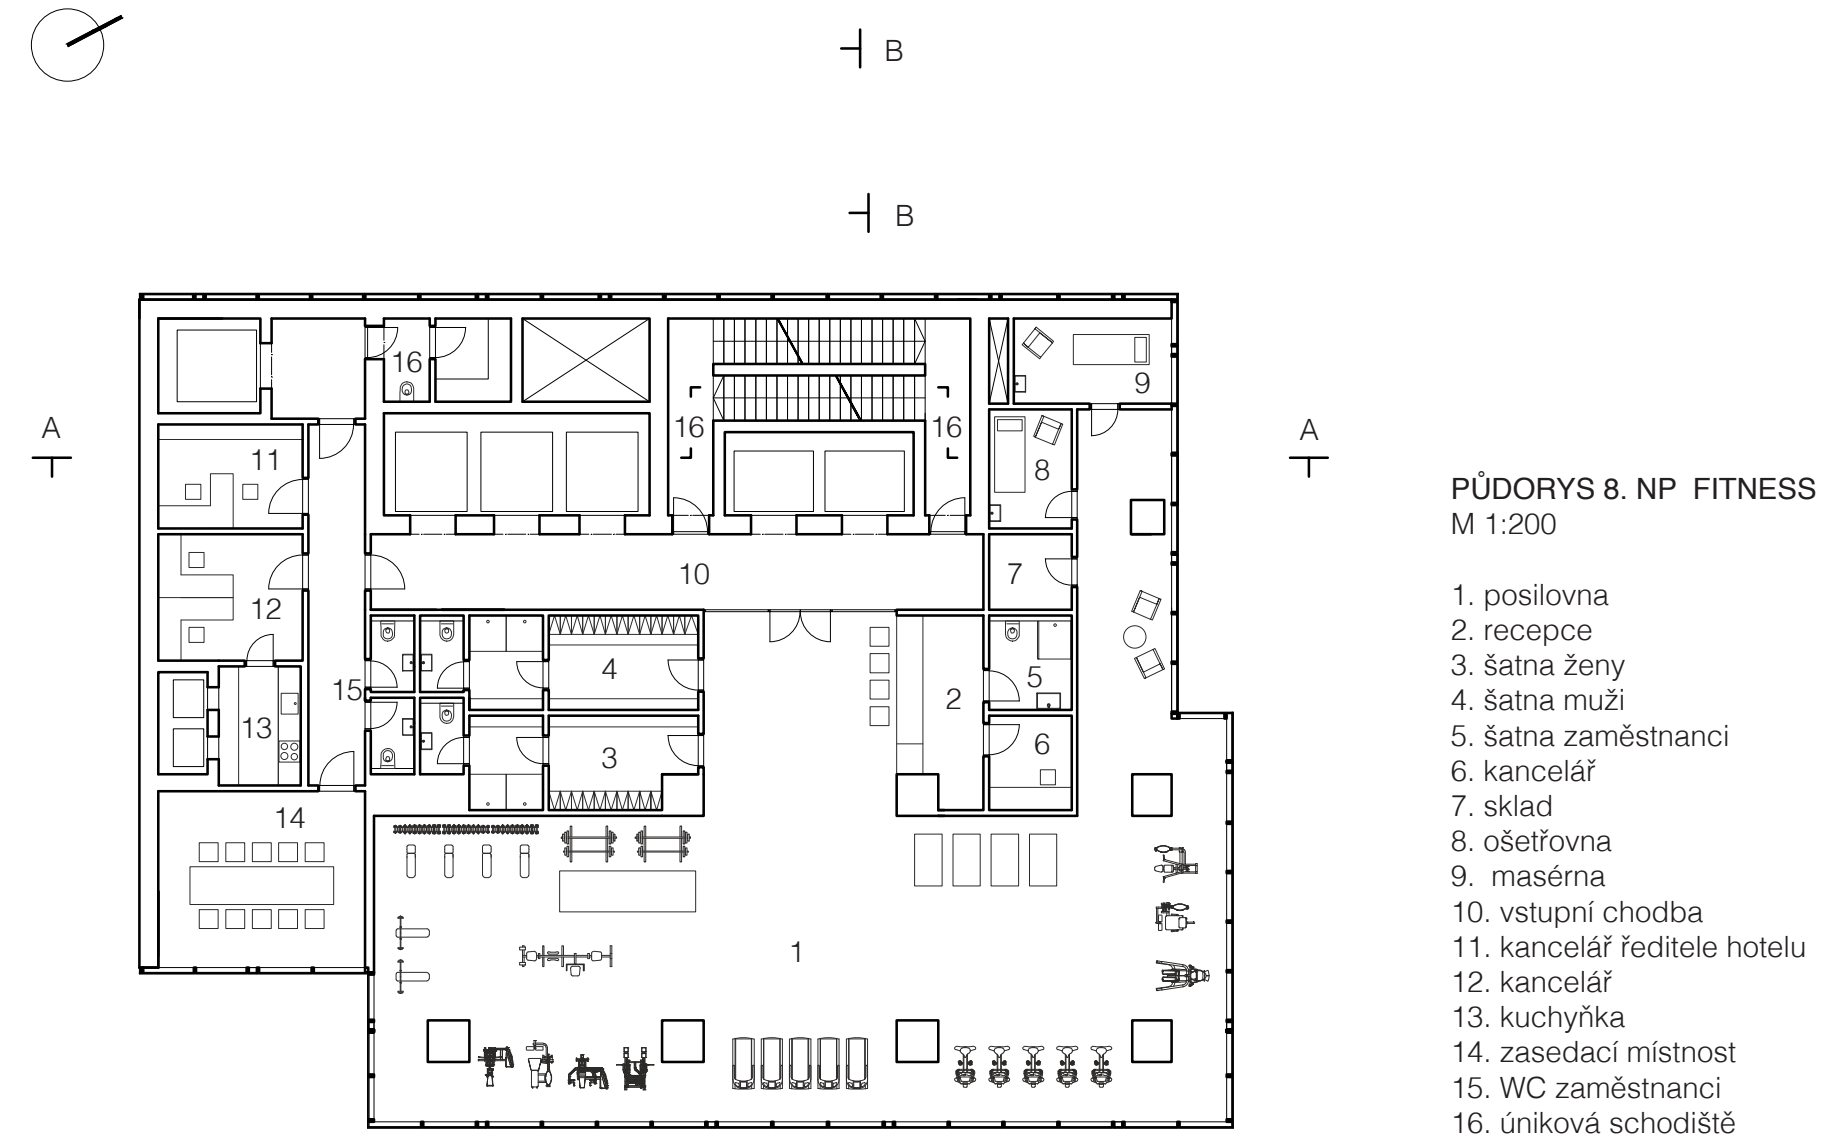 B
B
A
A
16
9
16
16
11
8
10
7
12
4
15
5
2
13
3
6
14
1
PŮDORYS 8. NP FITNESS
M 1:200
1. posilovna
2. recepce
3. šatna ženy
4. šatna muži
5. šatna zaměstnanci
6. kancelář
7. sklad
8. ošetřovna
9. masérna
10. vstupní chodba
11. kancelář ředitele hotelu
12. kancelář
13. kuchyňka
14. zasedací místnost
15. WC zaměstnanci
16. úniková schodiště